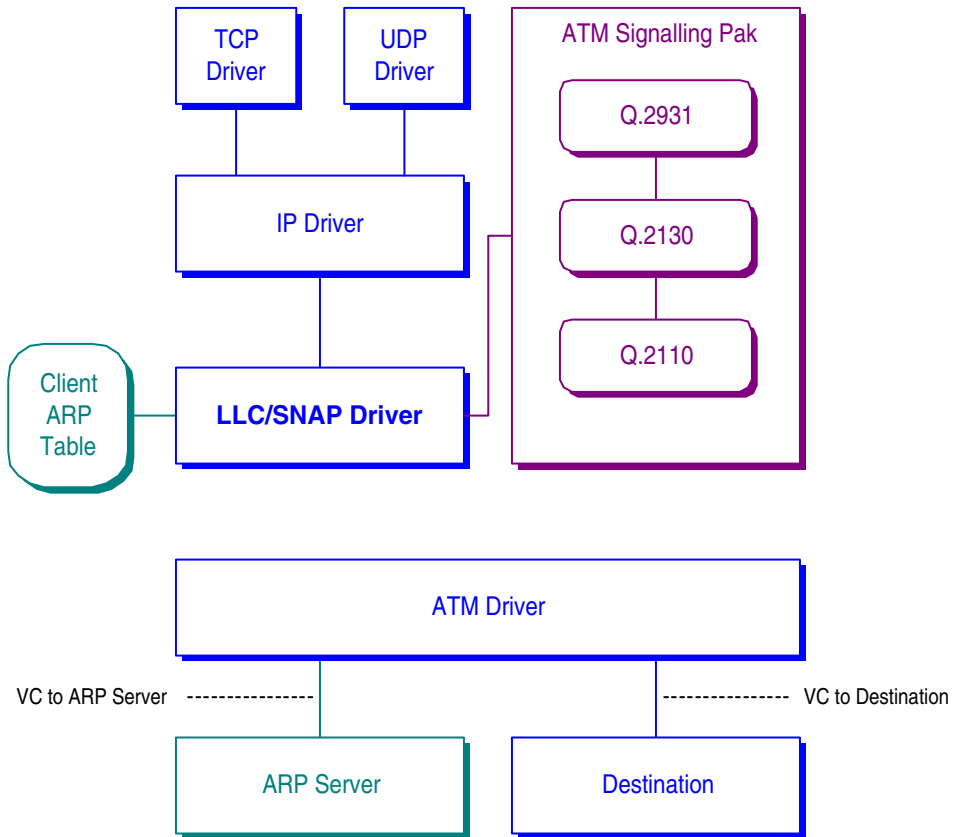 TCP
Driver
UDP
Driver
ATM Signalling Pak
Q.2931
IP Driver
Q.2130
Q.2110
Client
ARP
Table
LLC/SNAP Driver
ATM Driver
VC to ARP Server
VC to Destination
ARP Server
Destination